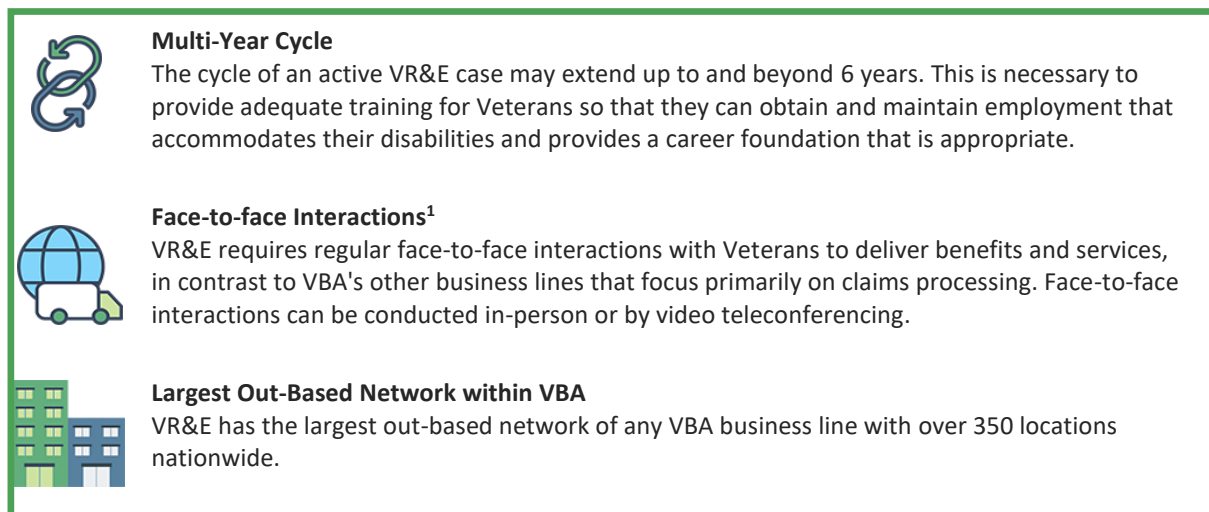 Multi-Year Cycle
The cycle of an active VR&E case may extend up to and beyond 6 years. This is necessary to
provide adequate training for Veterans so that they can obtain and maintain employment that
accommodates their disabilities and provides a career foundation that is appropriate.
Face-to-face Interactions¹
VR&E requires regular face-to-face interactions with Veterans to deliver benefits and services,
in contrast to VBA's other business lines that focus primarily on claims processing. Face-to-face
interactions can be conducted in-person or by video teleconferencing.
Largest Out-Based Network within VBA
VR&E has the largest out-based network of any VBA business line with over 350 locations
nationwide.